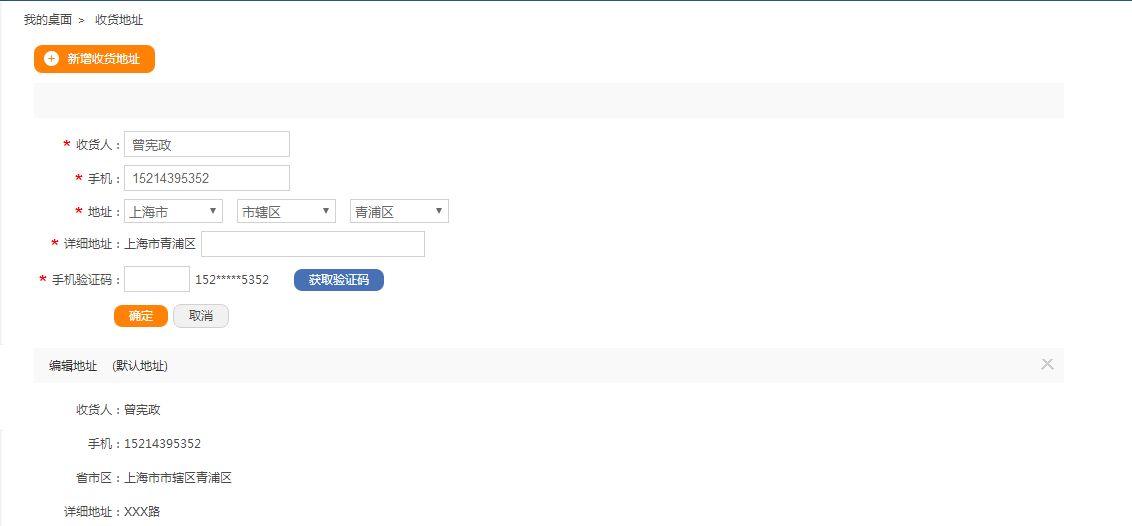 我的桌面 > 收货地址
新增收货地址
* 收货人：曾宪政
* 手机：15214395352
* 地址：上海市 市辖区 青浦区
* 详细地址：上海市青浦区
* 手机验证码： 152*****5352 获取验证码
确定 取消
编辑地址 (默认地址)
收货人：曾宪政
手机：15214395352
省市区：上海市市辖区青浦区
详细地址：XXX路